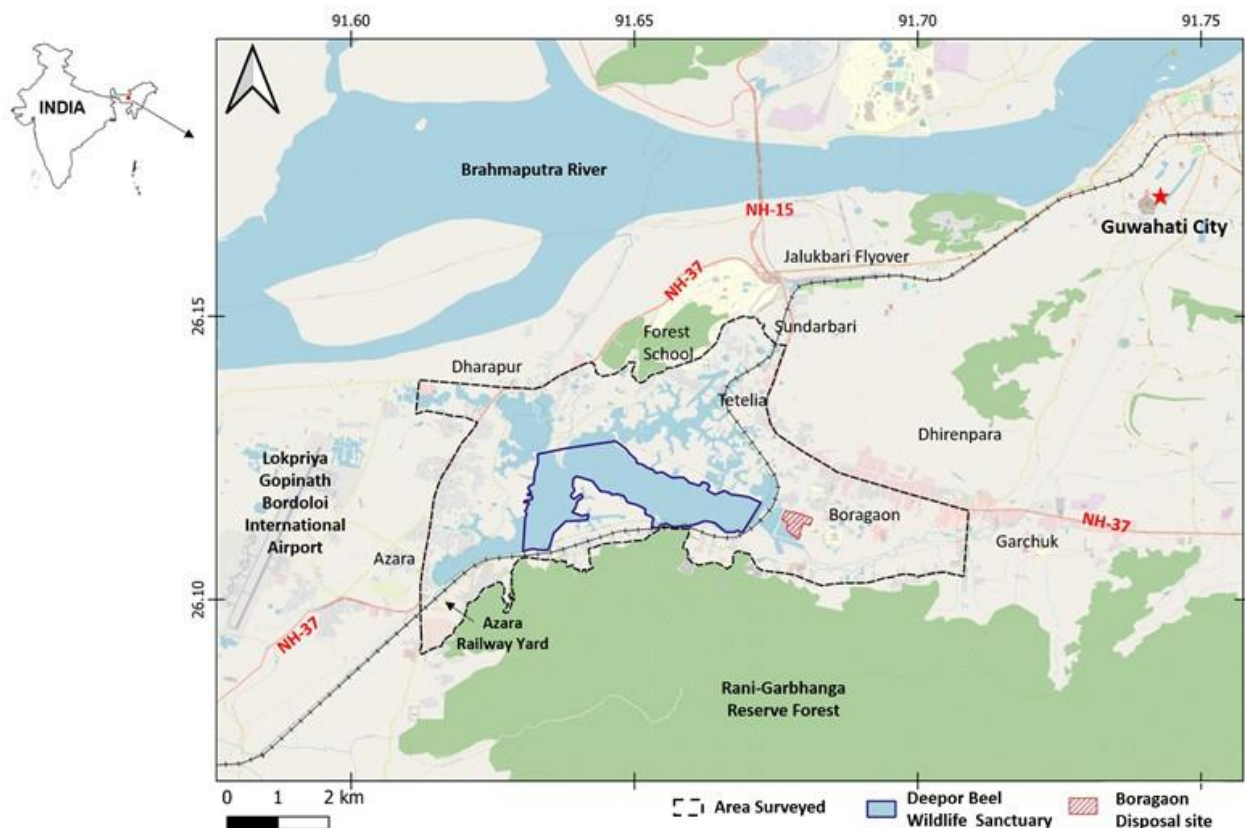 91.60
91.65
91.70
91.75
INDIA
Brahmaputra River
NH-15
Guwahati City
Jalukbari Flyover
NH-37
26.15
Sundarbari
Forest
School
Dharapur
Tetelia
Dhirenpara
Lokpriya
Gopinath
Bordoloi
International
Airport
Boragaon
NH-37
Garchuk
Azara
26.10
Azara
Railway Yard
NH-37
Rani-Garbhanga
Reserve Forest
0 1 2 km
Area Surveyed
Deepor Beel
Wildlife Sanctuary
Boragaon
Disposal site